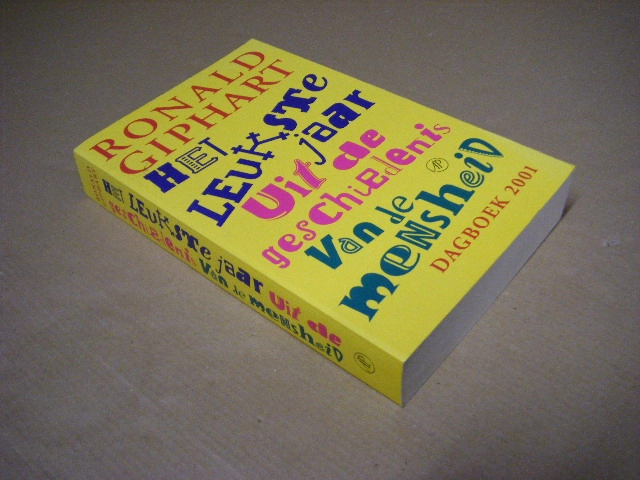 RONALD
GIPHART
HET
LEUKSTE
jaar
Uit de
gesCHiEdenis
Van de
meNsheiD
DAGBOEK 2001
HET LEUKSTE jaar Uit de
gesCHiEdenis Van de meNsheiD